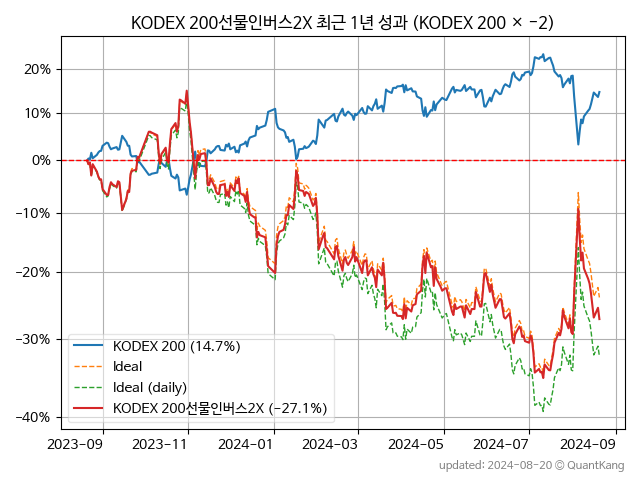 KODEX 200선물인버스2X 최근 1년 성과 (KODEX 200 × −2)
20%
10%
0%
−10%
−20%
−30%
−40%
KODEX 200 (14.7%)
Ideal
Ideal (daily)
KODEX 200선물인버스2X (−27.1%)
2023-09 2023-11 2024-01 2024-03 2024-05 2024-07 2024-09
updated: 2024-08-20 © QuantKang